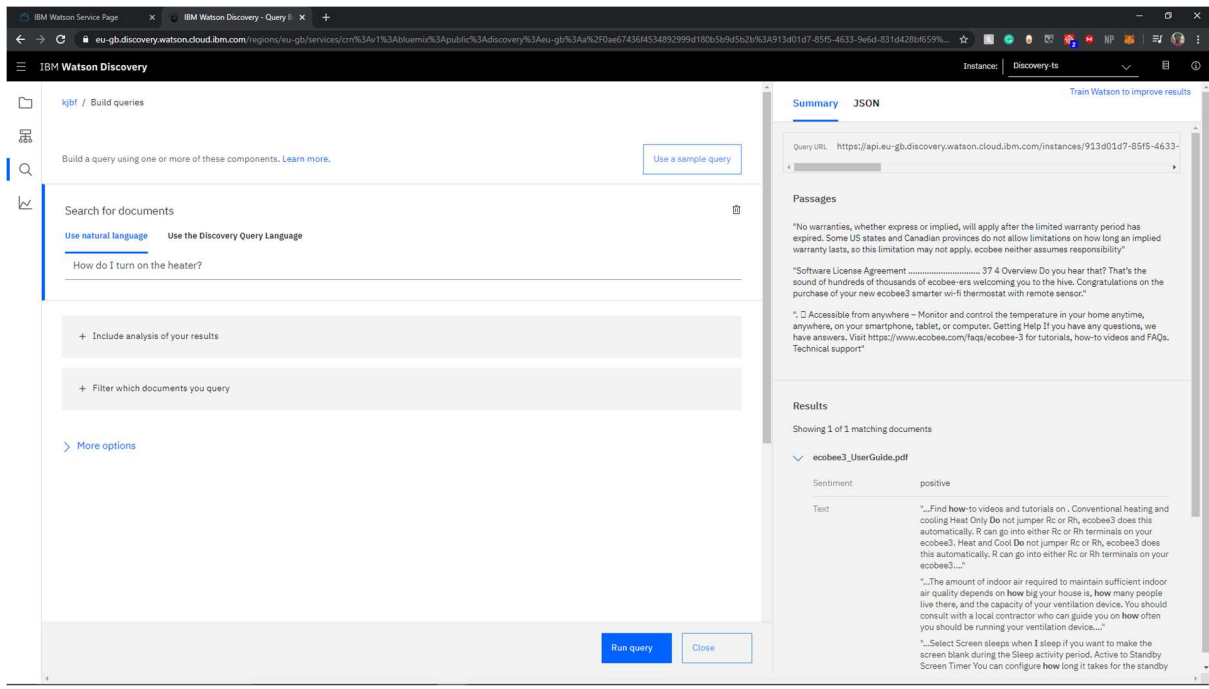 IBM Watson Service Page
IBM Watson Discovery - Query B
eu-gb.discovery.watson.cloud.ibm.com/regions/eu-gb/services/crn%3Av1%3Abluemix%3Apublic%3Adiscovery%3Aeu-gb%3Aa%2F0ae67436f4534892999d180b5b9d5b2b%3A913d01d7-85f5-4633-9e6d-831d428bf659%...
2
NP
IBM Watson Discovery
Instance: Discovery-ts
kjbf / Build queries
Build a query using one or more of these components. Learn more.
Use a sample query
Search for documents
Use natural language Use the Discovery Query Language
How do I turn on the heater?
+ Include analysis of your results
+ Filter which documents you query
More options
Run query Close
Train Watson to improve results
Summary JSON
Query URL https://api.eu-gb.discovery.watson.cloud.ibm.com/instances/913d01d7-85f5-4633-
Passages
"No warranties, whether express or implied, will apply after the limited warranty period has
expired. Some US states and Canadian provinces do not allow limitations on how long an implied
warranty lasts, so this limitation may not apply. ecobee neither assumes responsibility"
"Software License Agreement .............................. 37 4 Overview Do you hear that? That's the
sound of hundreds of thousands of ecobee-ers welcoming you to the hive. Congratulations on the
purchase of your new ecobee3 smarter wi-fi thermostat with remote sensor."
". Accessible from anywhere – Monitor and control the temperature in your home anytime,
anywhere, on your smartphone, tablet, or computer. Getting Help If you have any questions, we
have answers. Visit https://www.ecobee.com/faqs/ecobee-3 for tutorials, how-to videos and FAQs.
Technical support"
Results
Showing 1 of 1 matching documents
ecobee3_UserGuide.pdf
Sentiment positive
Text "...Find how-to videos and tutorials on . Conventional heating and
cooling Heat Only Do not jumper Rc or Rh, ecobee3 does this
automatically. R can go into either Rc or Rh terminals on your
ecobee3. Heat and Cool Do not jumper Rc or Rh, ecobee3 does
this automatically. R can go into either Rc or Rh terminals on your
ecobee3...."
"...The amount of indoor air required to maintain sufficient indoor
air quality depends on how big your house is, how many people
live there, and the capacity of your ventilation device. You should
consult with a local contractor who can guide you on how often
you should be running your ventilation device...."
"...Select Screen sleeps when I sleep if you want to make the
screen blank during the Sleep activity period. Active to Standby
Screen Timer You can configure how long it takes for the standby